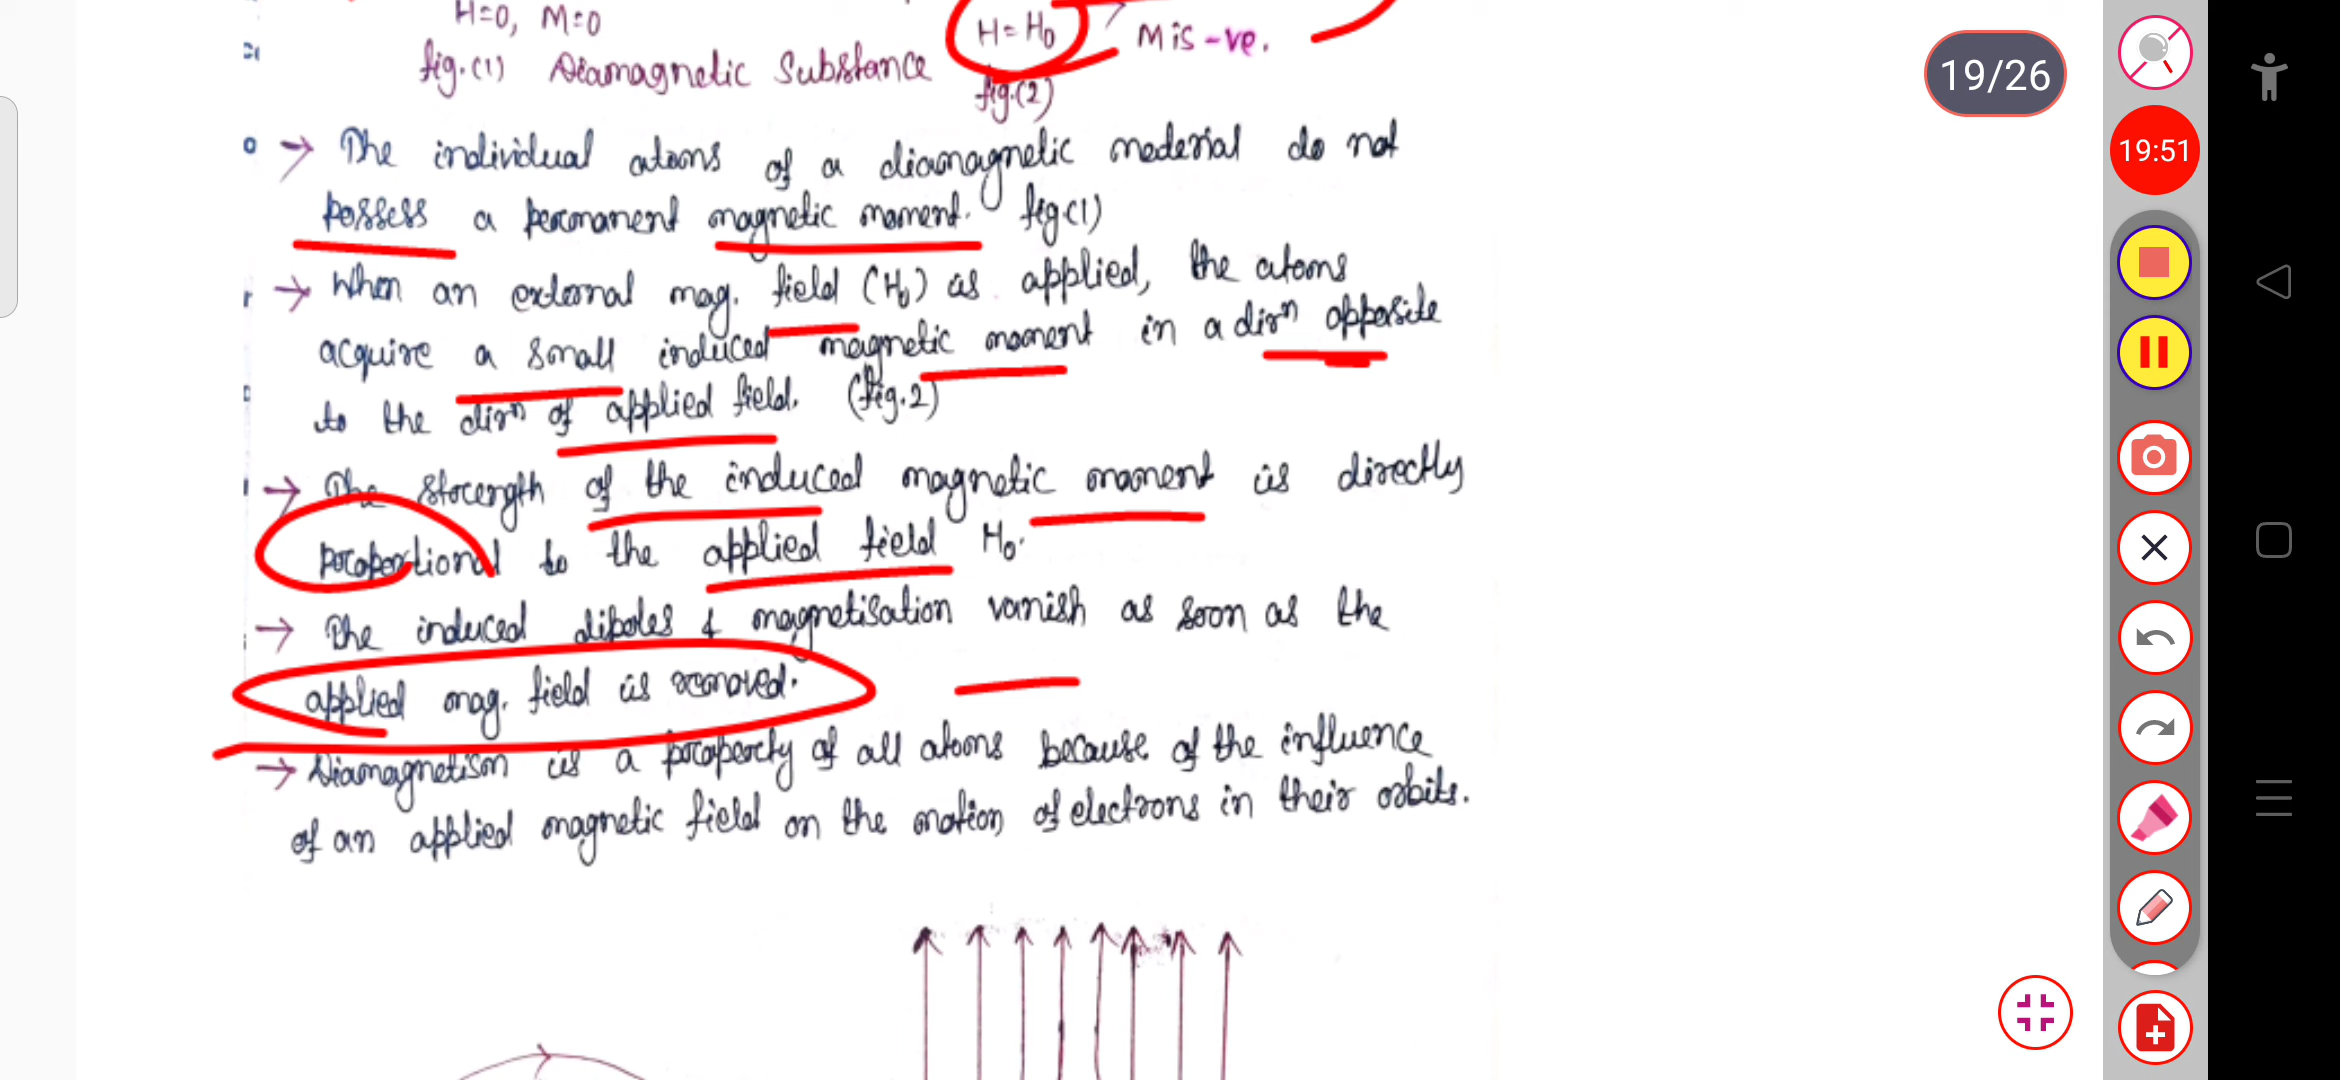 H=0, M=0
H=H₀ M is -ve.
fig.(1) Diamagnetic Substance
fig.(2)
19/26
19:51
→ The individual atoms of a diamagnetic material do not
possess a permanent magnetic moment. fig(1)
→ When an external mag. field (H₀) is applied, the atoms
acquire a small induced magnetic moment in a dirⁿ opposite
to the dirⁿ of applied field. (fig.2)
→ The strength of the induced magnetic moment is directly
proportional to the applied field H₀.
→ The induced dipoles & magnetisation vanish as soon as the
applied mag. field is removed.
→ Diamagnetism is a property of all atoms because of the influence
of an applied magnetic field on the motion of electrons in their orbits.